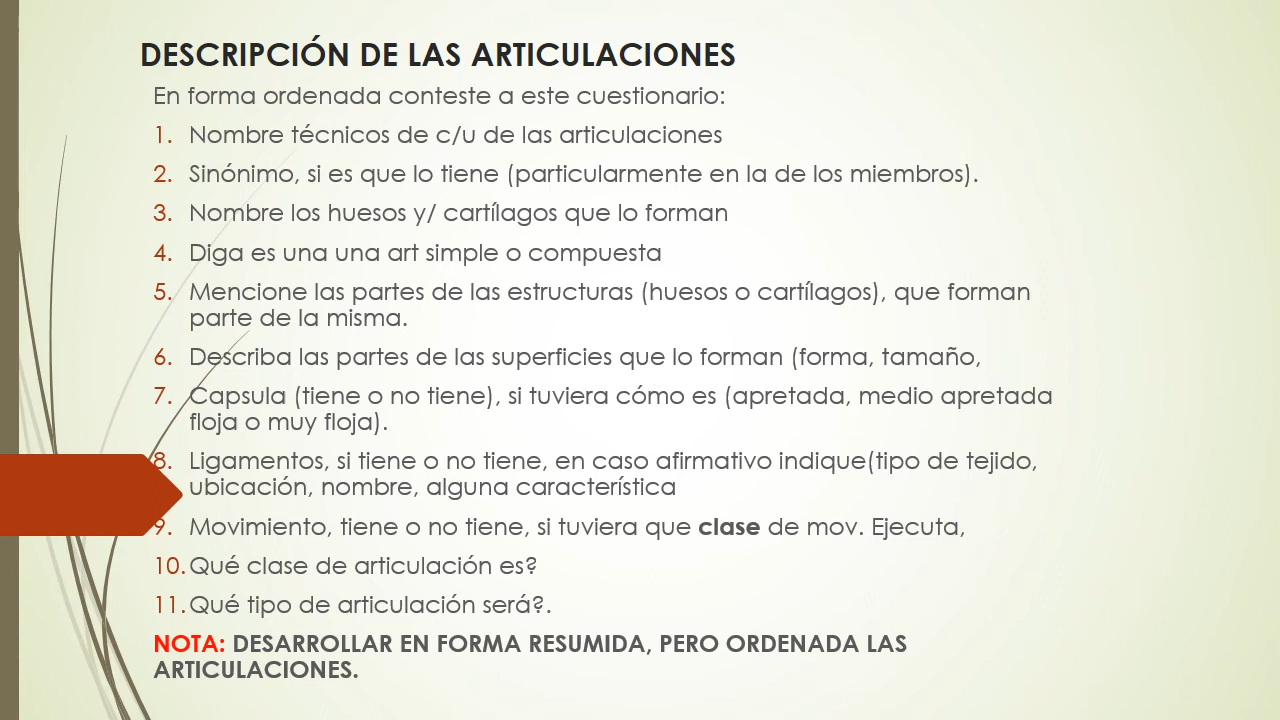 DESCRIPCIÓN DE LAS ARTICULACIONES
En forma ordenada conteste a este cuestionario:
1. Nombre técnicos de c/u de las articulaciones
2. Sinónimo, si es que lo tiene (particularmente en la de los miembros).
3. Nombre los huesos y/ cartílagos que lo forman
4. Diga es una una art simple o compuesta
5. Mencione las partes de las estructuras (huesos o cartílagos), que forman
parte de la misma.
6. Describa las partes de las superficies que lo forman (forma, tamaño,
7. Capsula (tiene o no tiene), si tuviera cómo es (apretada, medio apretada
floja o muy floja).
8. Ligamentos, si tiene o no tiene, en caso afirmativo indique(tipo de tejido,
ubicación, nombre, alguna característica
9. Movimiento, tiene o no tiene, si tuviera que clase de mov. Ejecuta,
10. Qué clase de articulación es?
11. Qué tipo de articulación será?.
NOTA: DESARROLLAR EN FORMA RESUMIDA, PERO ORDENADA LAS
ARTICULACIONES.